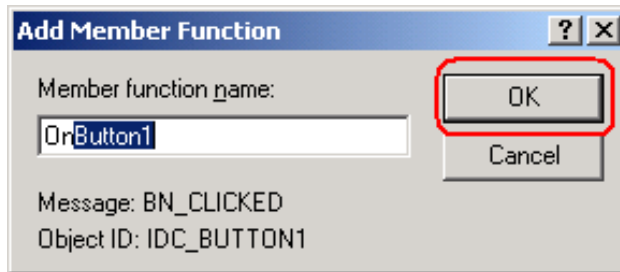 Add Member Function
Member function name:
OK
OnButton1
Cancel
Message: BN_CLICKED
Object ID: IDC_BUTTON1